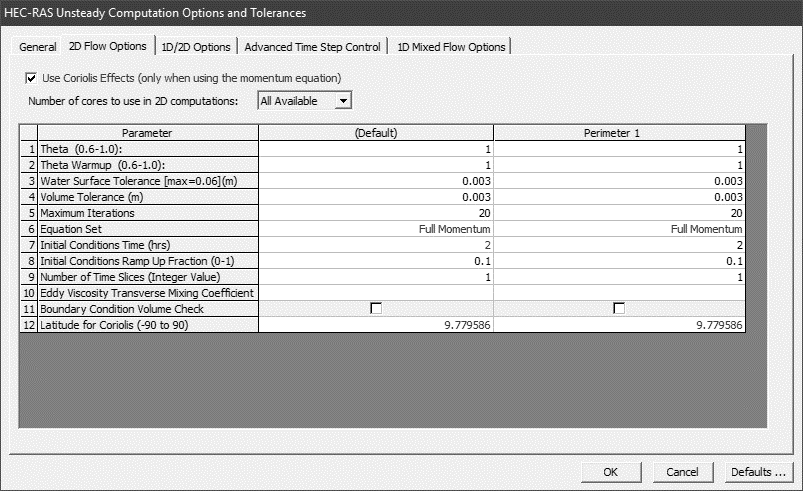 HEC-RAS Unsteady Computation Options and Tolerances
General 2D Flow Options 1D/2D Options Advanced Time Step Control 1D Mixed Flow Options
Use Coriolis Effects (only when using the momentum equation)
Number of cores to use in 2D computations: All Available
Parameter (Default) Perimeter 1
1 Theta (0.6-1.0): 1 1
2 Theta Warmup (0.6-1.0): 1 1
3 Water Surface Tolerance [max=0.06](m) 0.003 0.003
4 Volume Tolerance (m) 0.003 0.003
5 Maximum Iterations 20 20
6 Equation Set Full Momentum Full Momentum
7 Initial Conditions Time (hrs) 2 2
8 Initial Conditions Ramp Up Fraction (0-1) 0.1 0.1
9 Number of Time Slices (Integer Value) 1 1
10 Eddy Viscosity Transverse Mixing Coefficient
11 Boundary Condition Volume Check
12 Latitude for Coriolis (-90 to 90) 9.779586 9.779586
OK Cancel Defaults ...